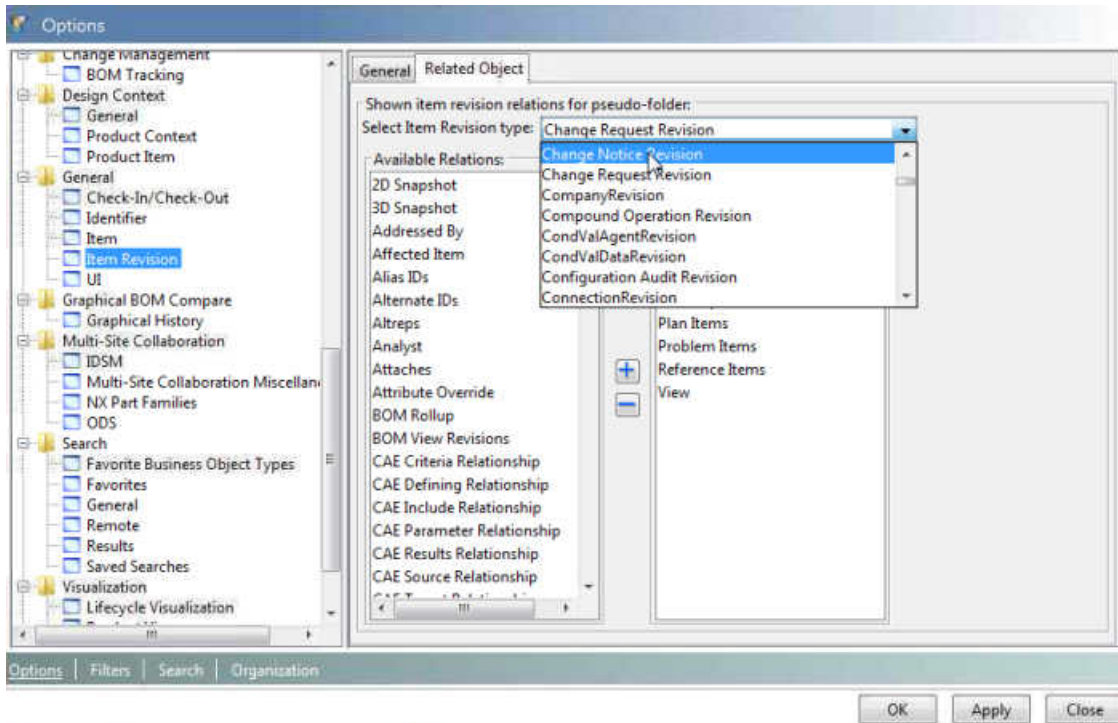 Options
Change Management
BOM Tracking
Design Context
General
Product Context
Product Item
General
Check-In/Check-Out
Identifier
Item
Item Revision
UI
Graphical BOM Compare
Graphical History
Multi-Site Collaboration
IDSM
Multi-Site Collaboration Miscellan
NX Part Families
ODS
Search
Favorite Business Object Types
Favorites
General
Remote
Results
Saved Searches
Visualization
Lifecycle Visualization
General Related Object
Shown item revision relations for pseudo-folder:
Select Item Revision type: Change Request Revision
Change Notice Revision
Change Request Revision
CompanyRevision
Compound Operation Revision
CondValAgentRevision
CondValDataRevision
Configuration Audit Revision
ConnectionRevision
Available Relations:
2D Snapshot
3D Snapshot
Addressed By
Affected Item
Alias IDs
Alternate IDs
Altreps
Analyst
Attaches
Attribute Override
BOM Rollup
BOM View Revisions
CAE Criteria Relationship
CAE Defining Relationship
CAE Include Relationship
CAE Parameter Relationship
CAE Results Relationship
CAE Source Relationship
Plan Items
Problem Items
Reference Items
View
Options Filters Search Organization
OK Apply Close